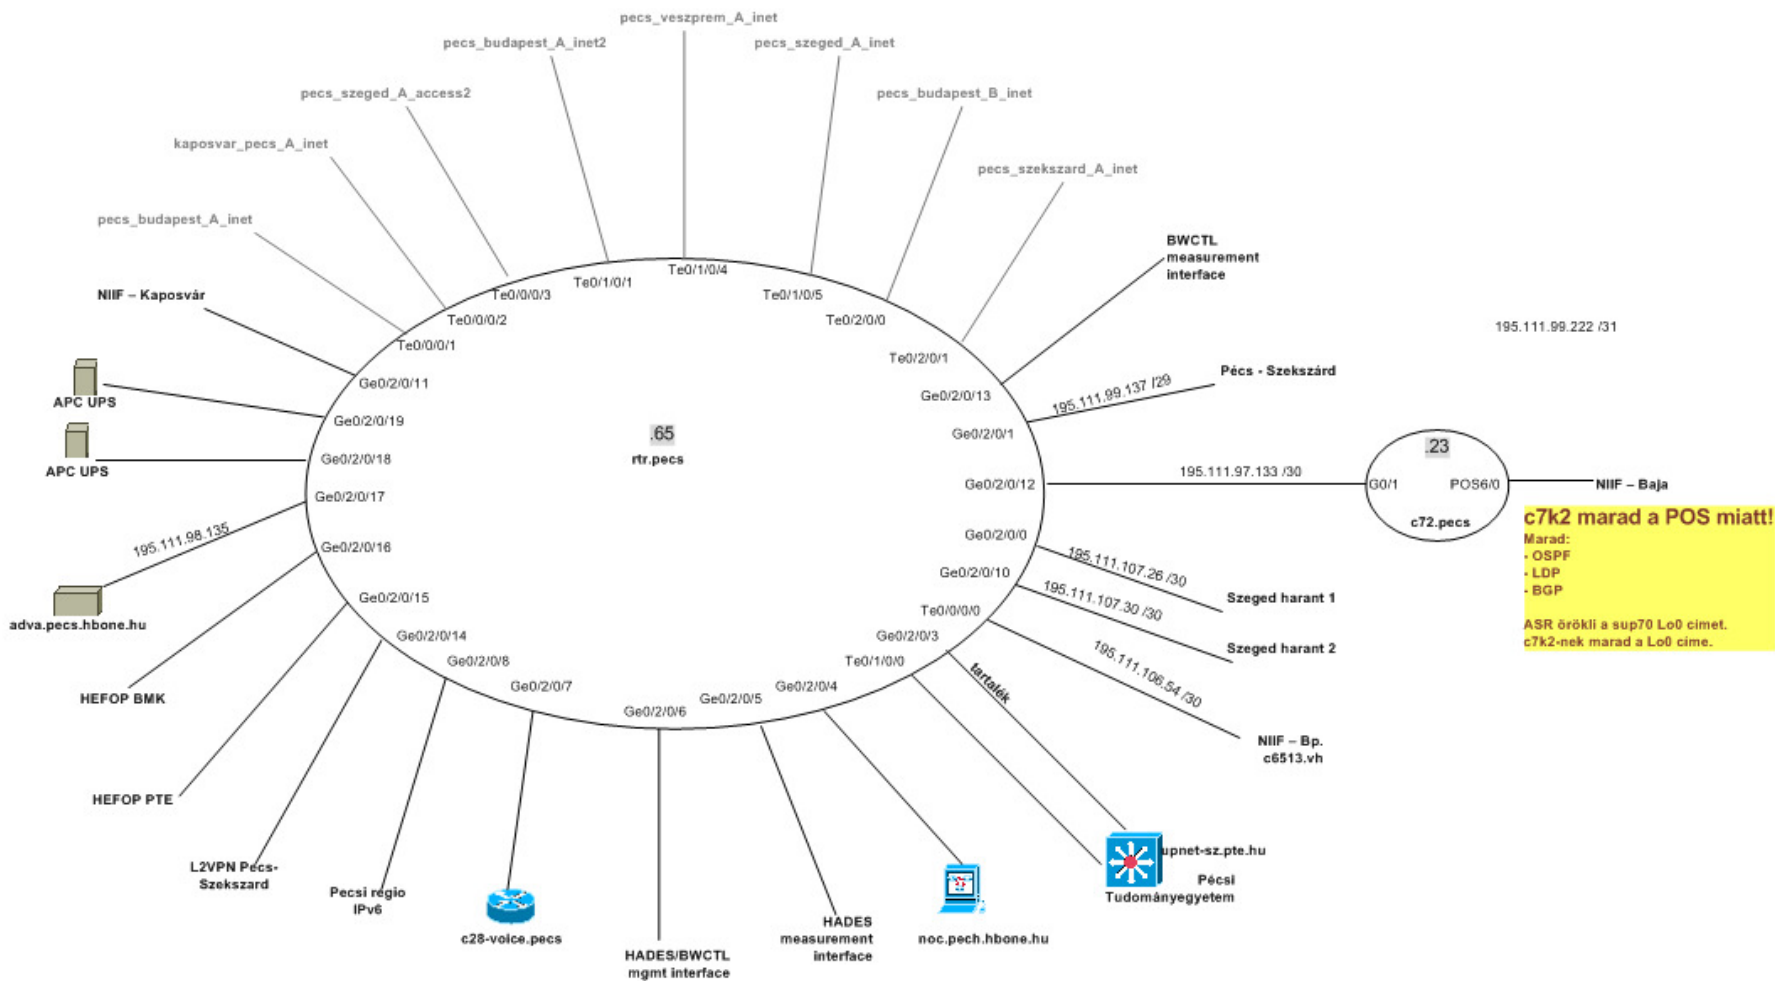 pecs_veszprem_A_inet
pecs_budapest_A_inet2
pecs_szeged_A_inet
pecs_szeged_A_access2
pecs_budapest_B_inet
kaposvar_pecs_A_inet
pecs_szekszard_A_inet
pecs_budapest_A_inet
BWCTL
measurement
interface
NIIF – Kaposvár
Te0/1/0/4
Te0/1/0/1
Te0/0/0/3
Te0/1/0/5
Te0/0/0/2
Te0/2/0/0
195.111.99.222 /31
Te0/0/0/1
Te0/2/0/1
Pécs - Szekszárd
Ge0/2/0/11
195.111.99.137 /29
Ge0/2/0/13
APC UPS
Ge0/2/0/19
Ge0/2/0/1
.65
rtr.pecs
.23
Ge0/2/0/18
APC UPS
195.111.97.133 /30
Ge0/2/0/12
G0/1
POS6/0
NIIF – Baja
c72.pecs
Ge0/2/0/17
c7k2 marad a POS miatt!
Marad:
- OSPF
- LDP
- BGP
ASR örökli a sup70 Lo0 címet.
c7k2-nek marad a Lo0 címe.
195.111.98.135
Ge0/2/0/0
Ge0/2/0/16
195.111.107.26 /30
Ge0/2/0/10
Ge0/2/0/15
195.111.107.30 /30
Szeged harant 1
Te0/0/0/0
adva.pecs.hbone.hu
Ge0/2/0/14
Ge0/2/0/3
Szeged harant 2
Ge0/2/0/8
Te0/1/0/0
195.111.106.54 /30
Ge0/2/0/7
Ge0/2/0/4
tartalék
HEFOP BMK
Ge0/2/0/6
Ge0/2/0/5
NIIF – Bp.
c6513.vh
HEFOP PTE
L2VPN Pecs-
Szekszard
upnet-sz.pte.hu
Pécsi
Tudományegyetem
Pecsi régio
IPv6
c28-voice.pecs
HADES
measurement
interface
noc.pech.hbone.hu
HADES/BWCTL
mgmt interface